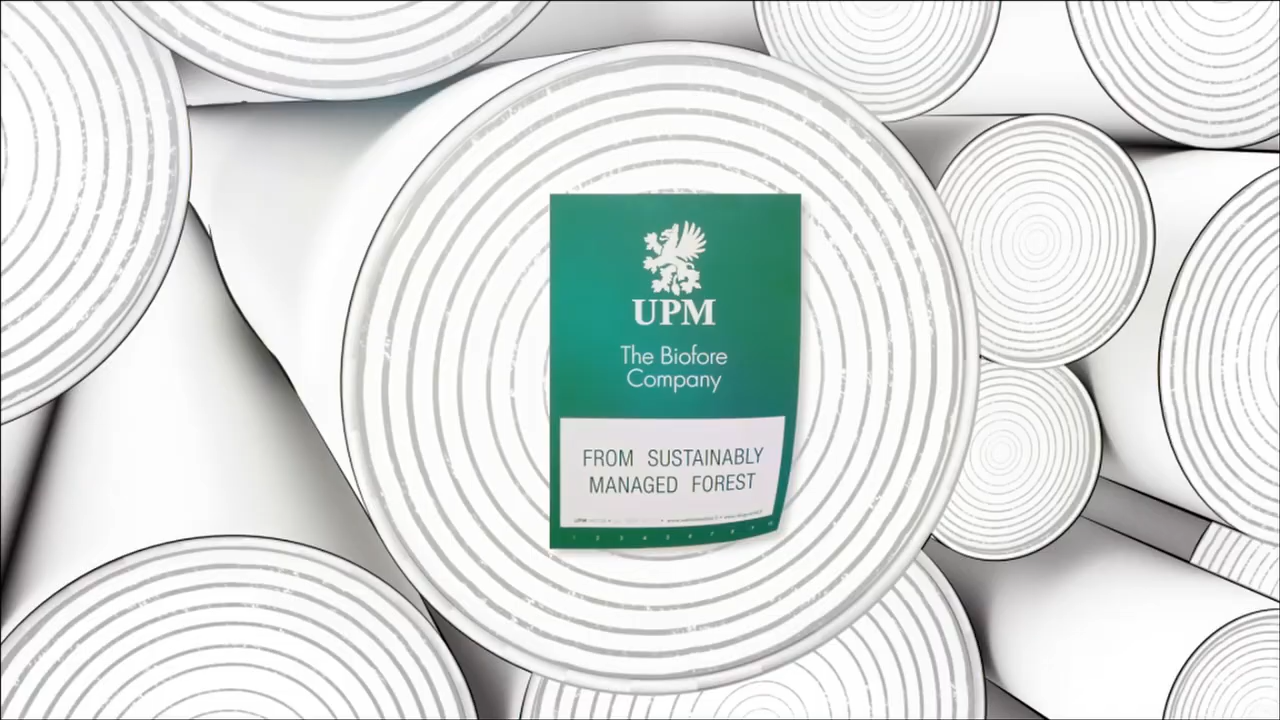 UPM
The Biofore
Company
FROM SUSTAINABLY
MANAGED FOREST